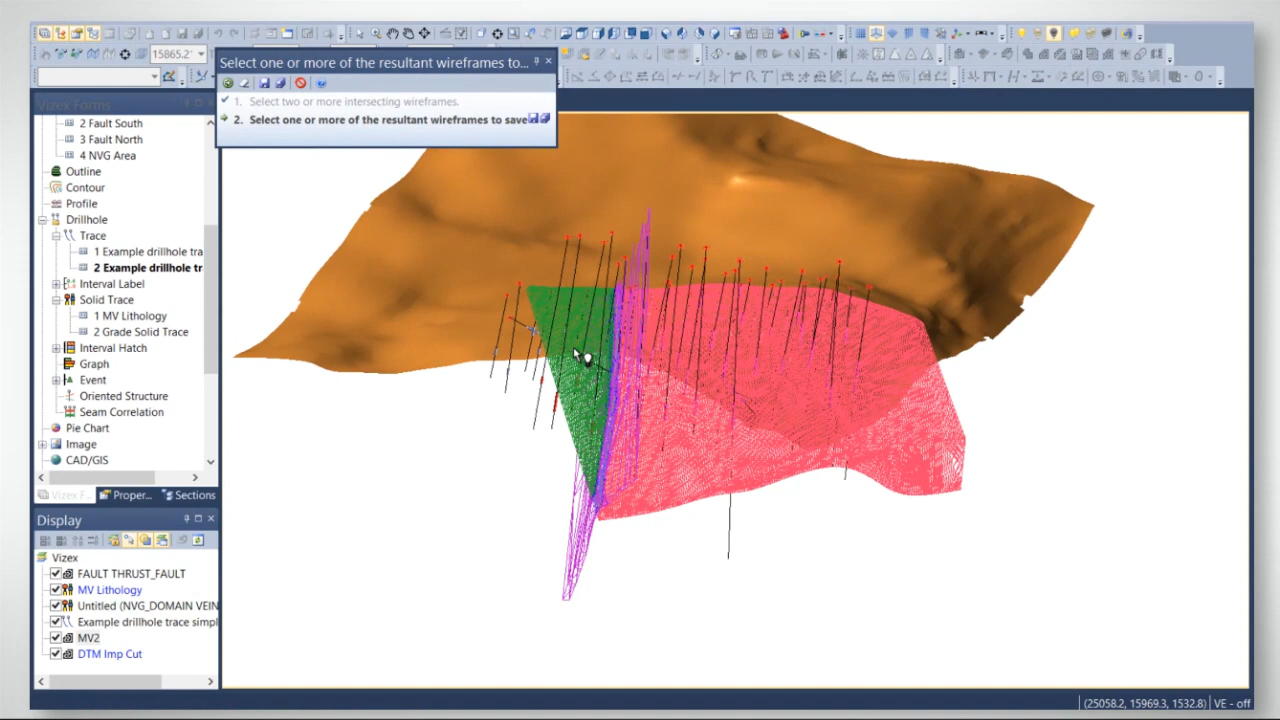 15865.2
Select one or more of the resultant wireframes to...
1. Select two or more intersecting wireframes.
2. Select one or more of the resultant wireframes to save
Vizex Forms
2 Fault South
3 Fault North
4 NVG Area
Outline
Contour
Profile
Drillhole
Trace
1 Example drillhole tra
2 Example drillhole tr
Interval Label
Solid Trace
1 MV Lithology
2 Grade Solid Trace
Interval Hatch
Graph
Event
Oriented Structure
Seam Correlation
Pie Chart
Image
CAD/GIS
Vizex F... Proper... Sections
Display
Vizex
FAULT THRUST_FAULT
MV Lithology
Untitled (NVG_DOMAIN VEIN
Example drillhole trace simpl
MV2
DTM Imp Cut
(25058.2, 15969.3, 1532.8) VE - off